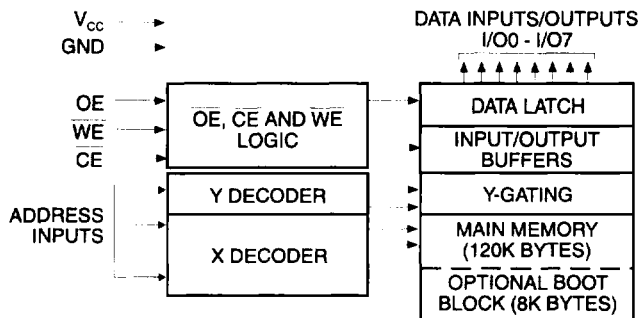 Vcc
GND
OE
WE
CE
ADDRESS
INPUTS
OE, CE AND WE
LOGIC
Y DECODER
X DECODER
DATA INPUTS/OUTPUTS
I/O0 - I/O7
DATA LATCH
INPUT/OUTPUT
BUFFERS
Y-GATING
MAIN MEMORY
(120K BYTES)
OPTIONAL BOOT
BLOCK (8K BYTES)